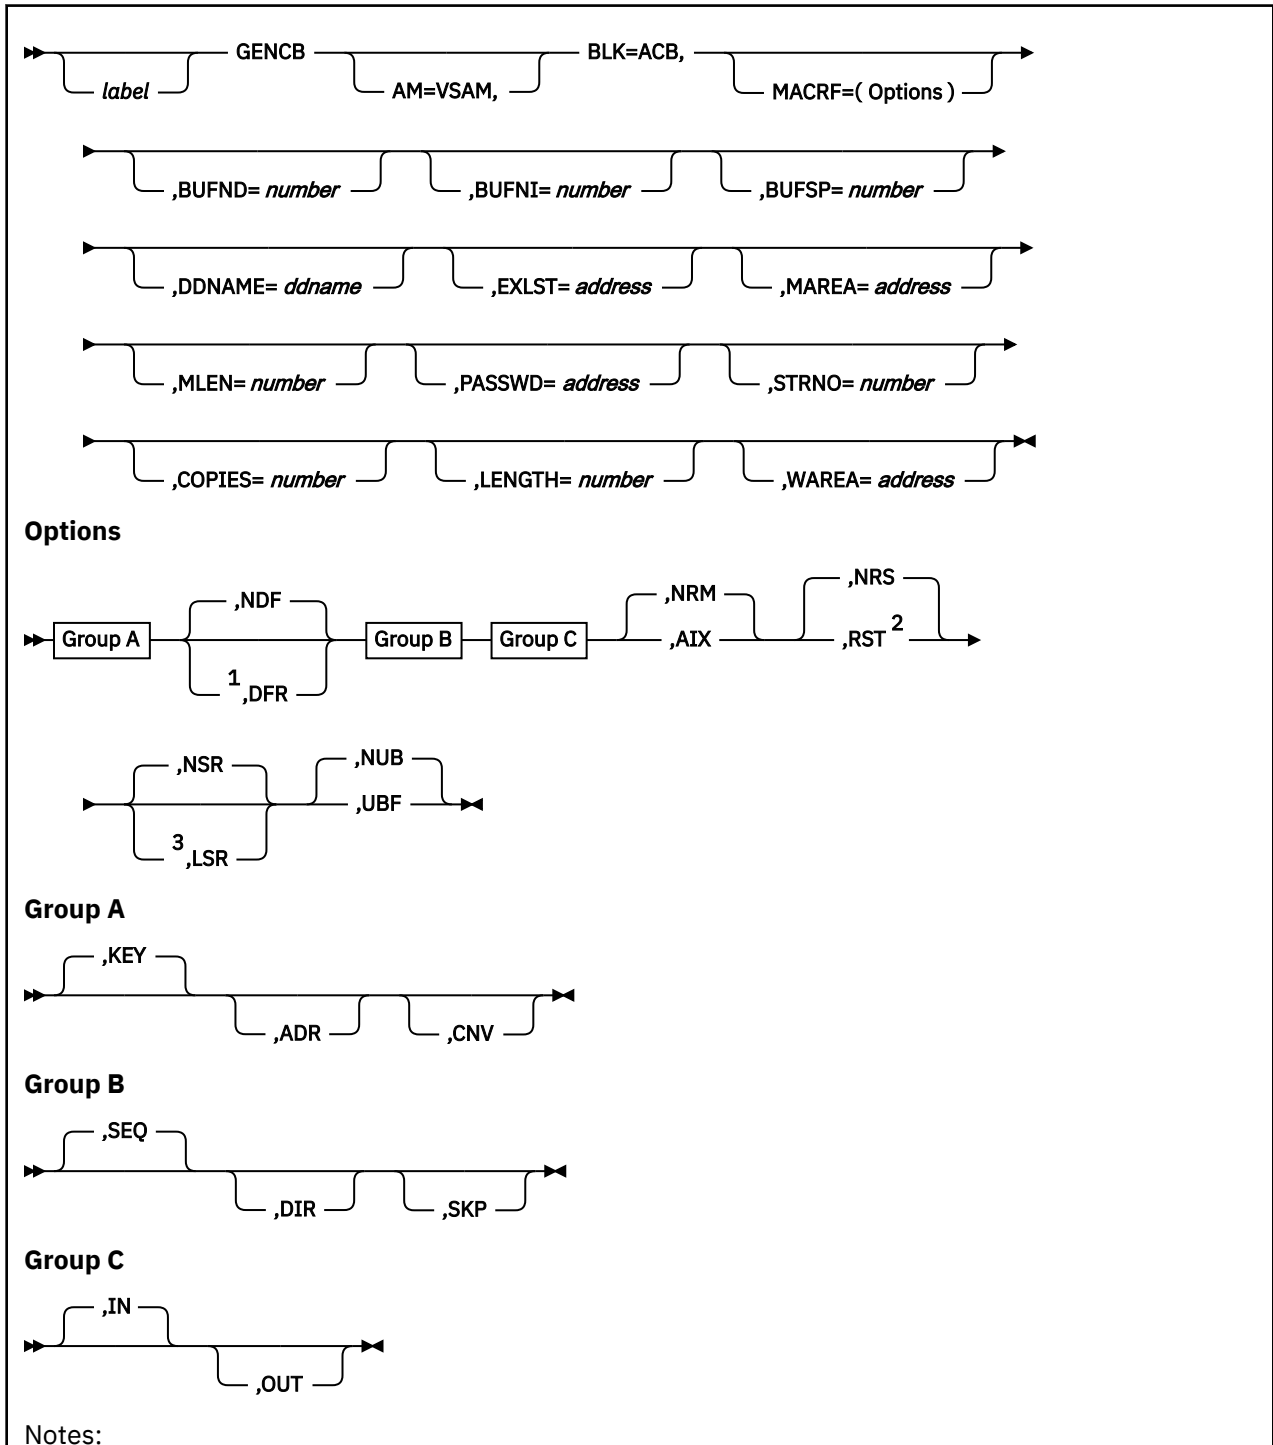 GENCB BLK=ACB,
label AM=VSAM, MACRF=( Options )
,BUFND= number ,BUFNI= number ,BUFSP= number
,DDNAME= ddname ,EXLST= address ,MAREA= address
,MLEN= number ,PASSWD= address ,STRNO= number
,COPIES= number ,LENGTH= number ,WAREA= address
Options
,NRS
,NDF ,NRM
Group A Group B Group C ,AIX ,RST 2
1 ,DFR
,NSR ,NUB
,UBF
3 ,LSR
Group A
,KEY
,ADR ,CNV
Group B
,SEQ
,DIR ,SKP
Group C
,IN
,OUT
Notes: